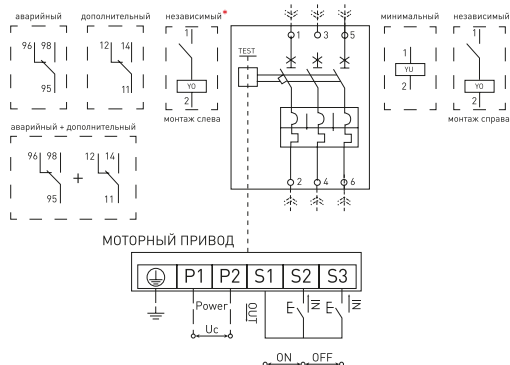 аварийный
дополнительный
независимый*
минимальный
независимый
96 98
95
12 14
11
1
YO
2
монтаж слева
TEST
1 3 5
2 4 6
1
YU
2
1
YO
2
монтаж справа
аварийный + дополнительный
96 98
95
+
12 14
11
МОТОРНЫЙ ПРИВОД
P1 P2 S1 S2 S3
Power
Uc
OUT
IN
IN
ON OFF